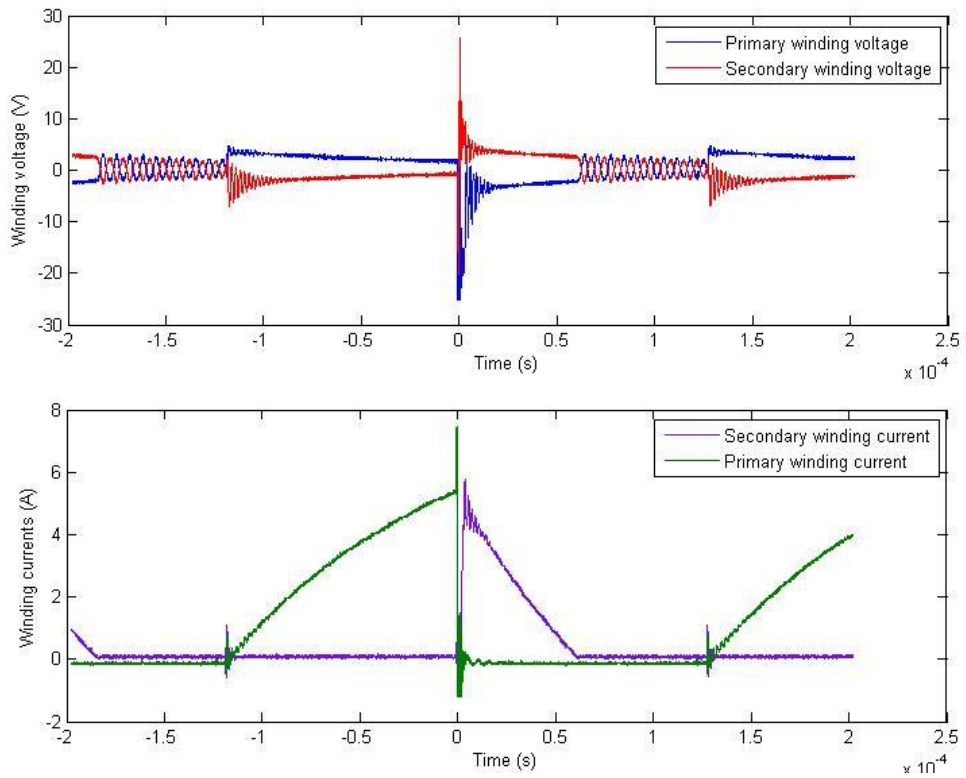 30
20
10
0
-10
-20
-30
Winding voltage (V)
Primary winding voltage
Secondary winding voltage
-2 -1.5 -1 -0.5 0 0.5 1 1.5 2 2.5
Time (s)
x 10-4
8
6
4
2
0
-2
Winding currents (A)
Secondary winding current
Primary winding current
-2 -1.5 -1 -0.5 0 0.5 1 1.5 2 2.5
Time (s)
x 10-4